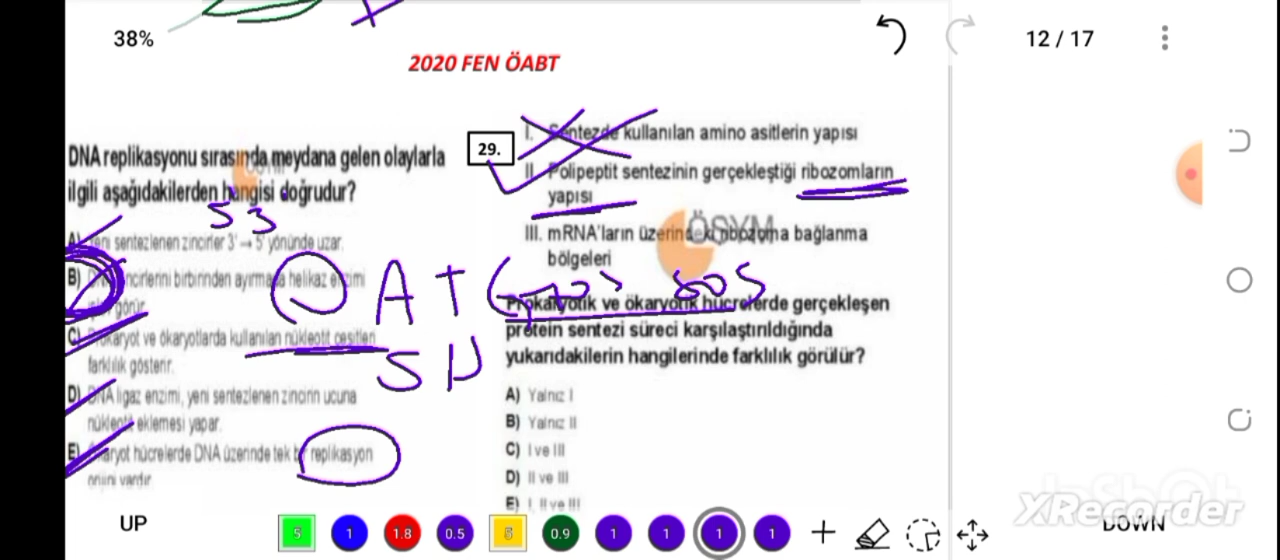 38%
12 / 17
2020 FEN ÖABT
DNA replikasyonu sırasında meydana gelen olaylarla
ilgili aşağıdakilerden hangisi doğrudur?
5 3
A) Yeni sentezlenen zincirler 3' → 5' yönünde uzar.
B) zincirlerini birbirinden ayırmada helikaz enzimi
görür.
C) Prokaryot ve ökaryotlarda kullanılan nükleotit çeşitleri
farklılık gösterir.
D) DNA ligaz enzimi, yeni sentezlenen zincirin ucuna
nükleotit eklemesi yapar.
E) Ökaryot hücrelerde DNA üzerinde tek bir replikasyon
orijini vardır.
A T
29.
I. Sentezde kullanılan amino asitlerin yapısı
II. Polipeptit sentezinin gerçekleştiği ribozomların
yapısı
ÖSYM
III. mRNA'ların üzerindeki ribozoma bağlanma
bölgeleri
70S 80S
Prokaryotik ve ökaryotik hücrelerde gerçekleşen
protein sentezi süreci karşılaştırıldığında
yukarıdakilerin hangilerinde farklılık görülür?
A) Yalnız I
B) Yalnız II
C) I ve III
D) II ve III
E) I, II ve III
UP
5
1
1.8
0.5
5
0.9
1
1
1
1
XRecorder
DOWN